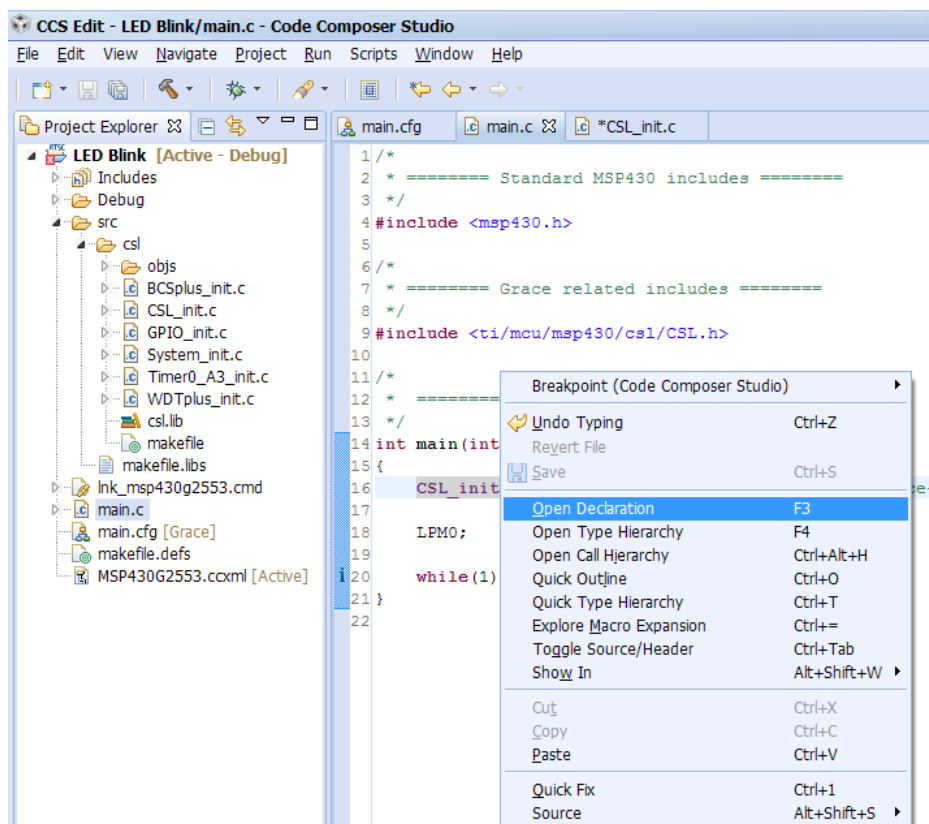 CCS Edit - LED Blink/main.c - Code Composer Studio
File Edit View Navigate Project Run Scripts Window Help
Project Explorer
main.cfg main.c *CSL_init.c
RTSC
LED Blink [Active - Debug]
Includes
Debug
src
csl
objs
BCSplus_init.c
CSL_init.c
GPIO_init.c
System_init.c
Timer0_A3_init.c
WDTplus_init.c
csl.lib
makefile
makefile.libs
lnk_msp430g2553.cmd
main.c
main.cfg [Grace]
makefile.defs
MSP430G2553.ccxml [Active]
1 /*
2 * ======== Standard MSP430 includes ========
3 */
4 #include <msp430.h>
5
6 /*
7 * ======== Grace related includes ========
8 */
9 #include <ti/mcu/msp430/csl/CSL.h>
10
11 /*
12 * ========
13 */
14 int main(int
15 {
16 CSL_init
17
18 LPM0;
19
i 20 while(1)
21 }
22
Breakpoint (Code Composer Studio)
Undo Typing Ctrl+Z
Revert File
Save Ctrl+S
Open Declaration F3
Open Type Hierarchy F4
Open Call Hierarchy Ctrl+Alt+H
Quick Outline Ctrl+O
Quick Type Hierarchy Ctrl+T
Explore Macro Expansion Ctrl+=
Toggle Source/Header Ctrl+Tab
Show In Alt+Shift+W
Cut Ctrl+X
Copy Ctrl+C
Paste Ctrl+V
Quick Fix Ctrl+1
Source Alt+Shift+S